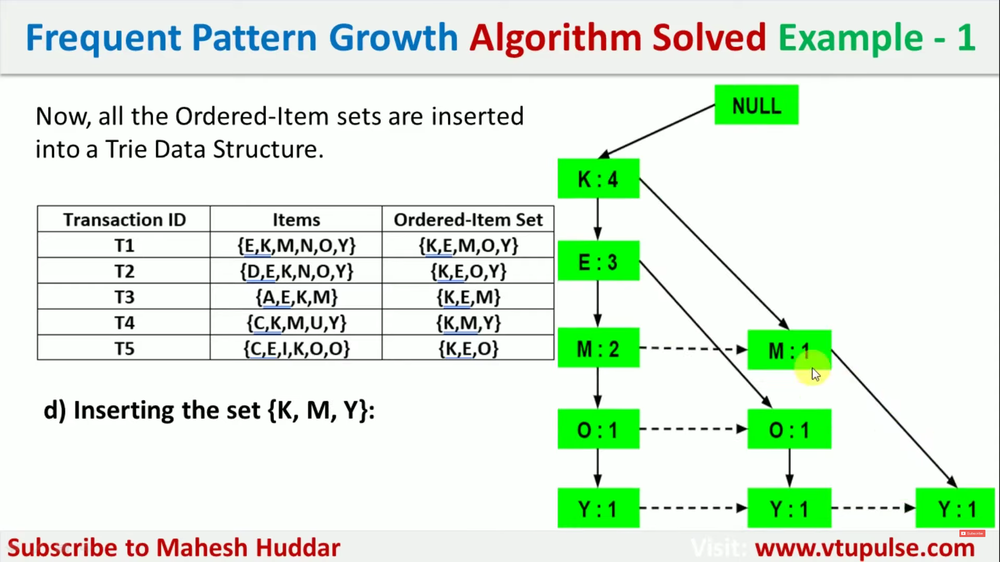 Frequent Pattern Growth Algorithm Solved Example - 1
Now, all the Ordered-Item sets are inserted
into a Trie Data Structure.
Transaction ID Items Ordered-Item Set
T1 {E,K,M,N,O,Y} {K,E,M,O,Y}
T2 {D,E,K,N,O,Y} {K,E,O,Y}
T3 {A,E,K,M} {K,E,M}
T4 {C,K,M,U,Y} {K,M,Y}
T5 {C,E,I,K,O,O} {K,E,O}
d) Inserting the set {K, M, Y}:
NULL
K : 4
E : 3
M : 2 M : 1
O : 1 O : 1
Y : 1 Y : 1 Y : 1
Subscribe
Subscribe to Mahesh Huddar Visit: www.vtupulse.com